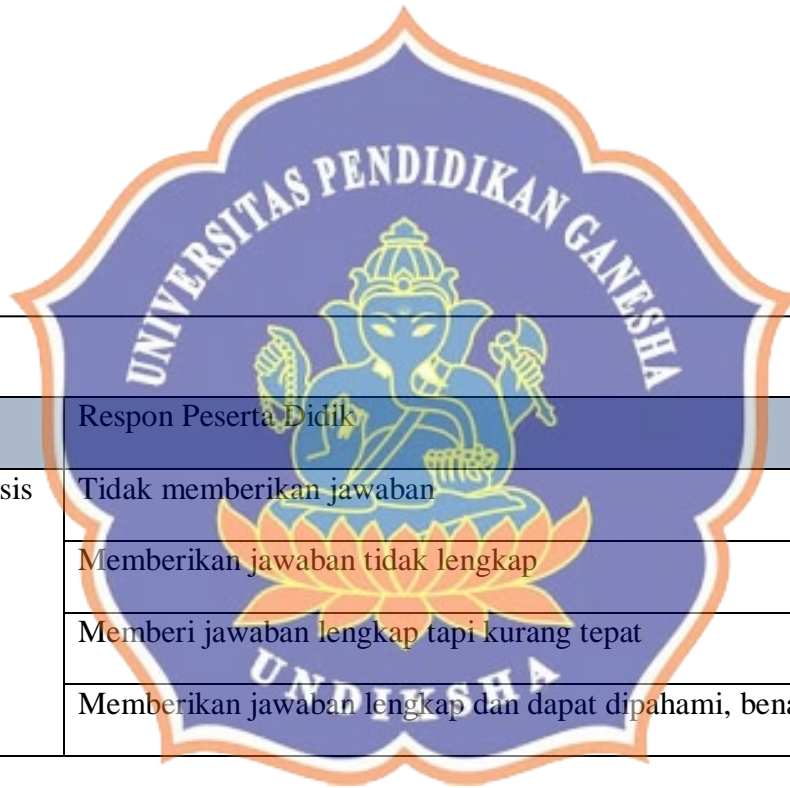 UNIVERSITAS PENDIDIKAN GANESHA
Respon Peserta Didik
sis
Tidak memberikan jawaban
Memberikan jawaban tidak lengkap
Memberi jawaban lengkap tapi kurang tepat
UNDIKSHA
Memberikan jawaban lengkap dan dapat dipahami, bena